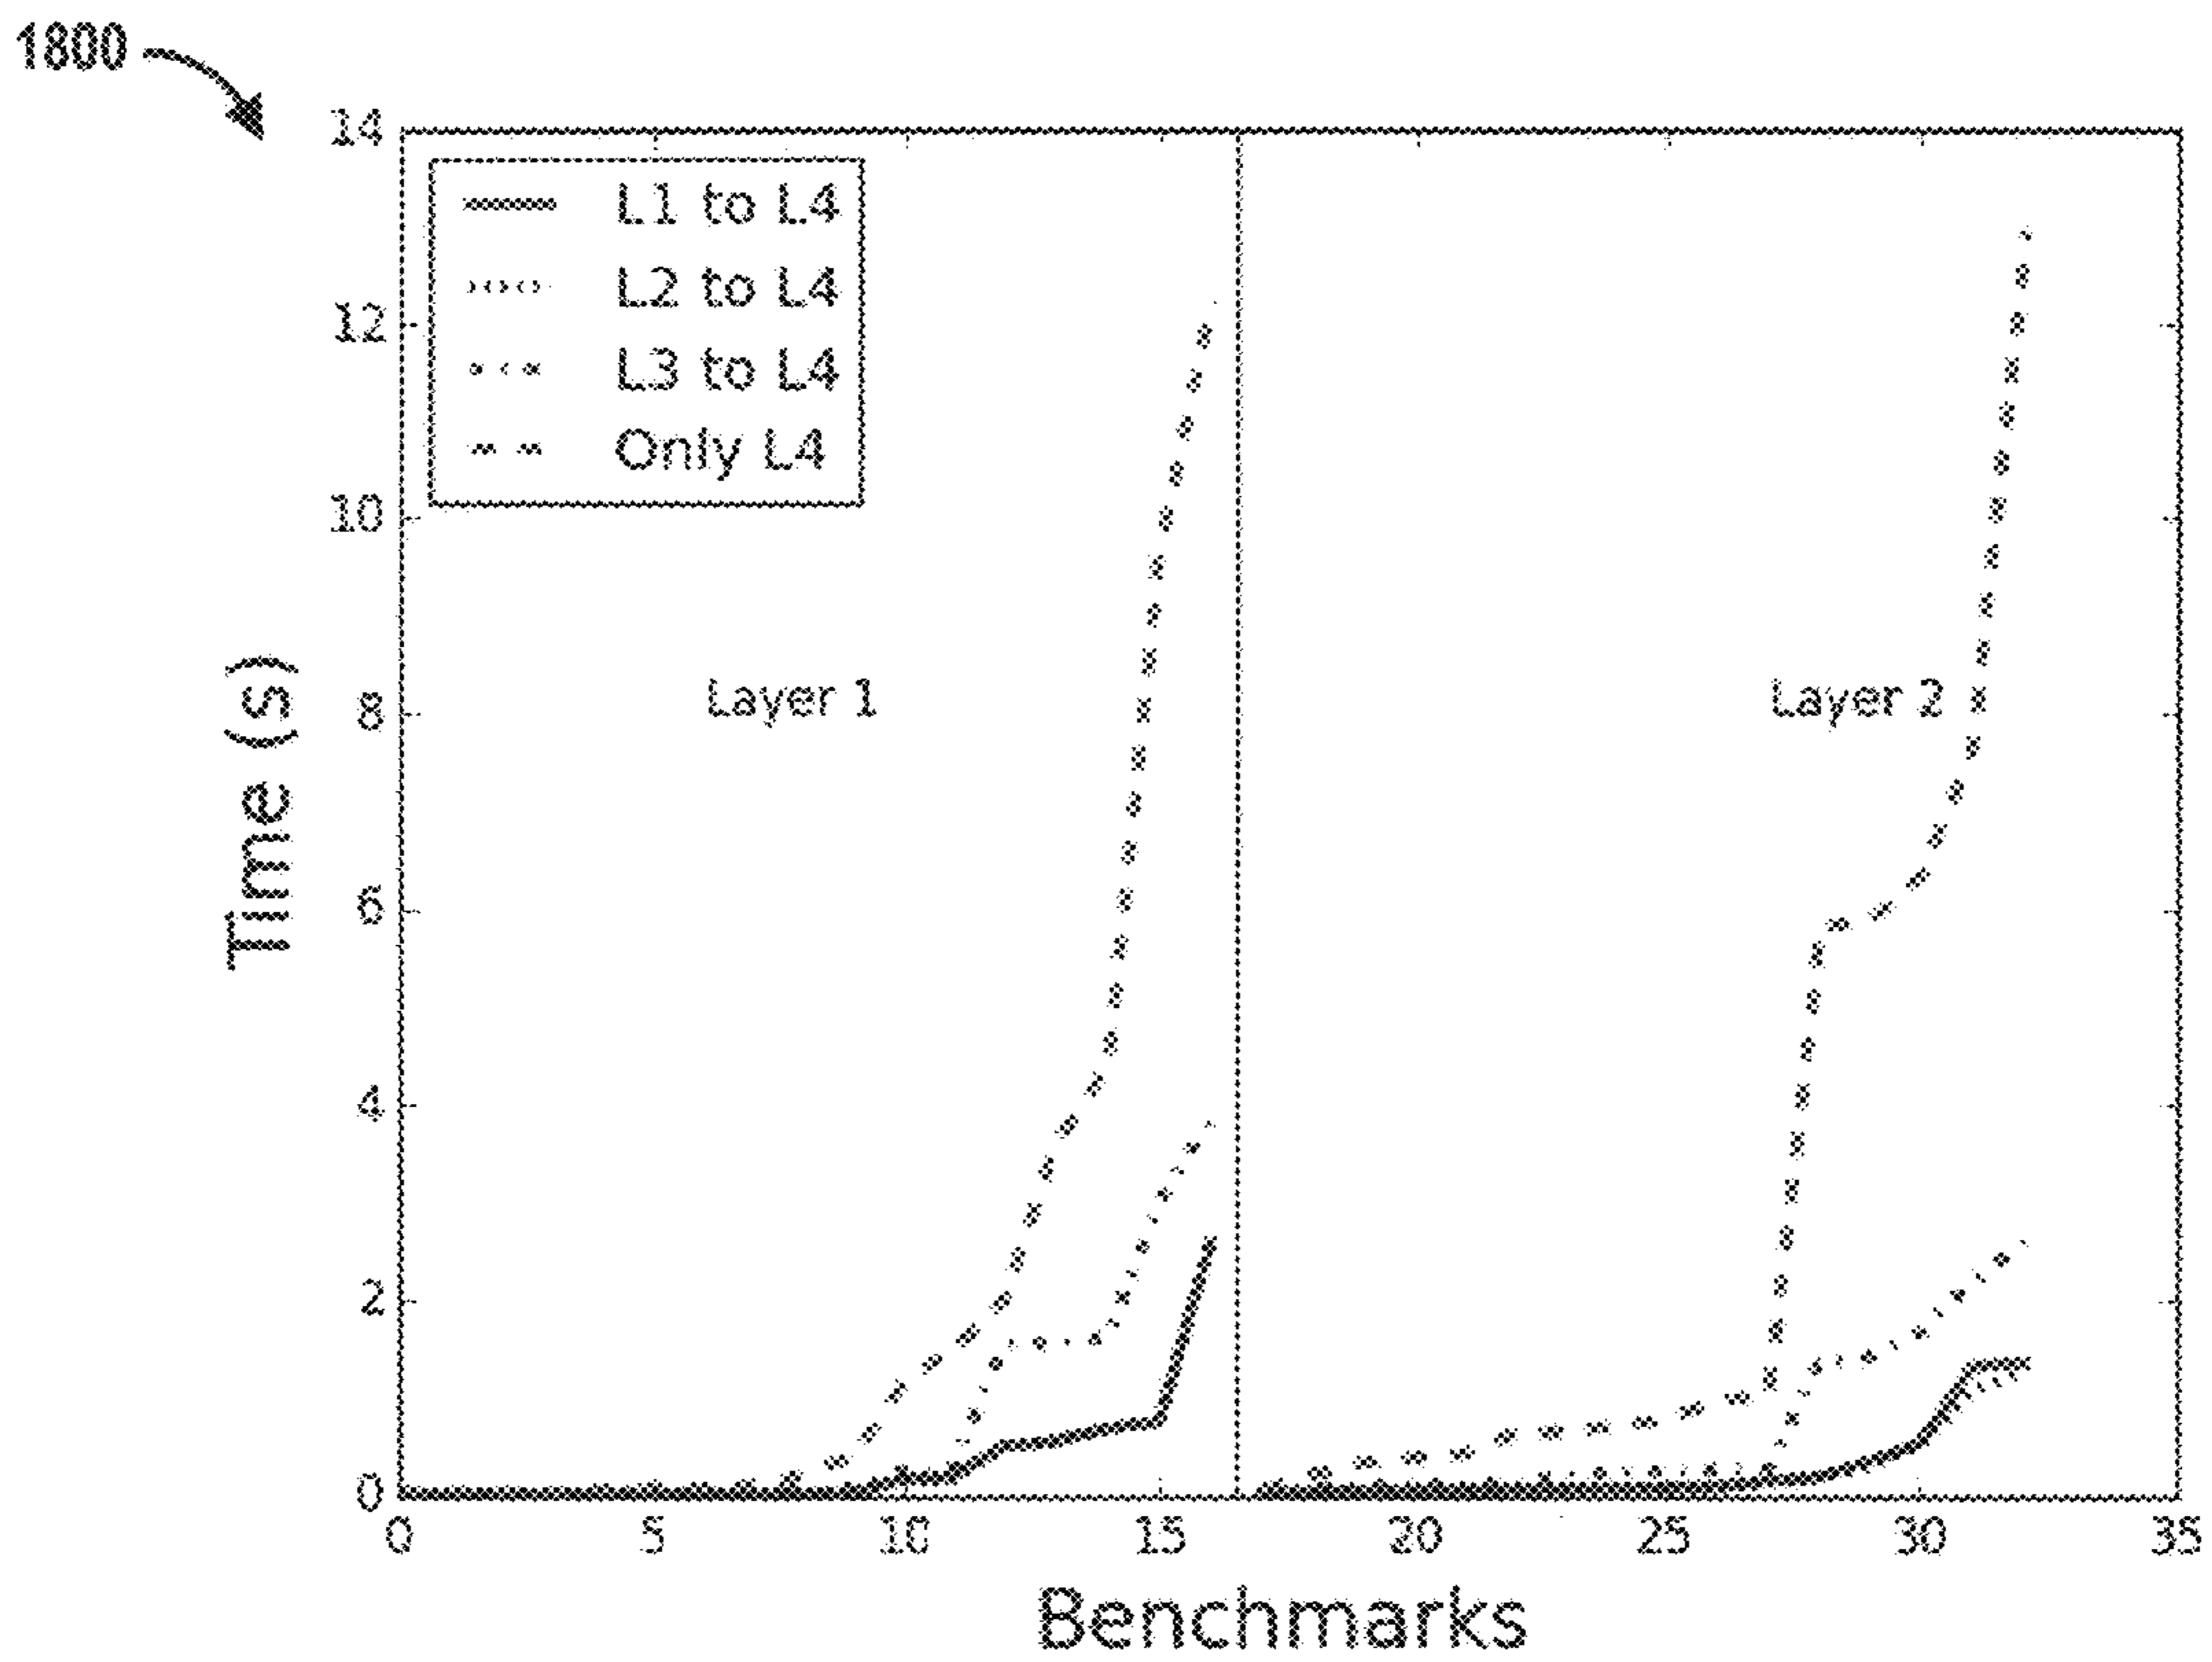 1800
14
12
10
8
6
4
2
0
L1 to L4
L2 to L4
L3 to L4
Only L4
Layer 1
Layer 2
Time (s)
0 5 10 15 20 25 30 35
Benchmarks